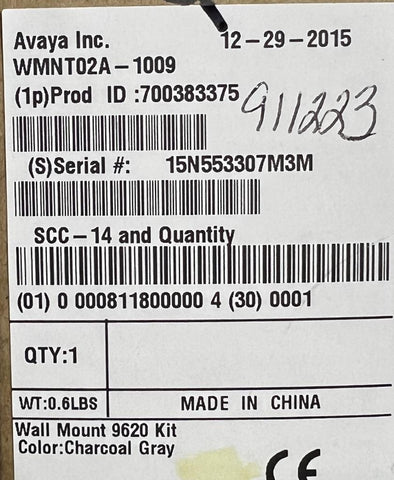 Avaya Inc. 12-29-2015
WMNT02A-1009
(1p)Prod ID :700383375 911223
(S)Serial #: 15N553307M3M
SCC-14 and Quantity
(01) 0 0000811800000 4 (30) 0001
QTY:1
WT:0.6LBS MADE IN CHINA
Wall Mount 9620 Kit
Color:Charcoal Gray CE